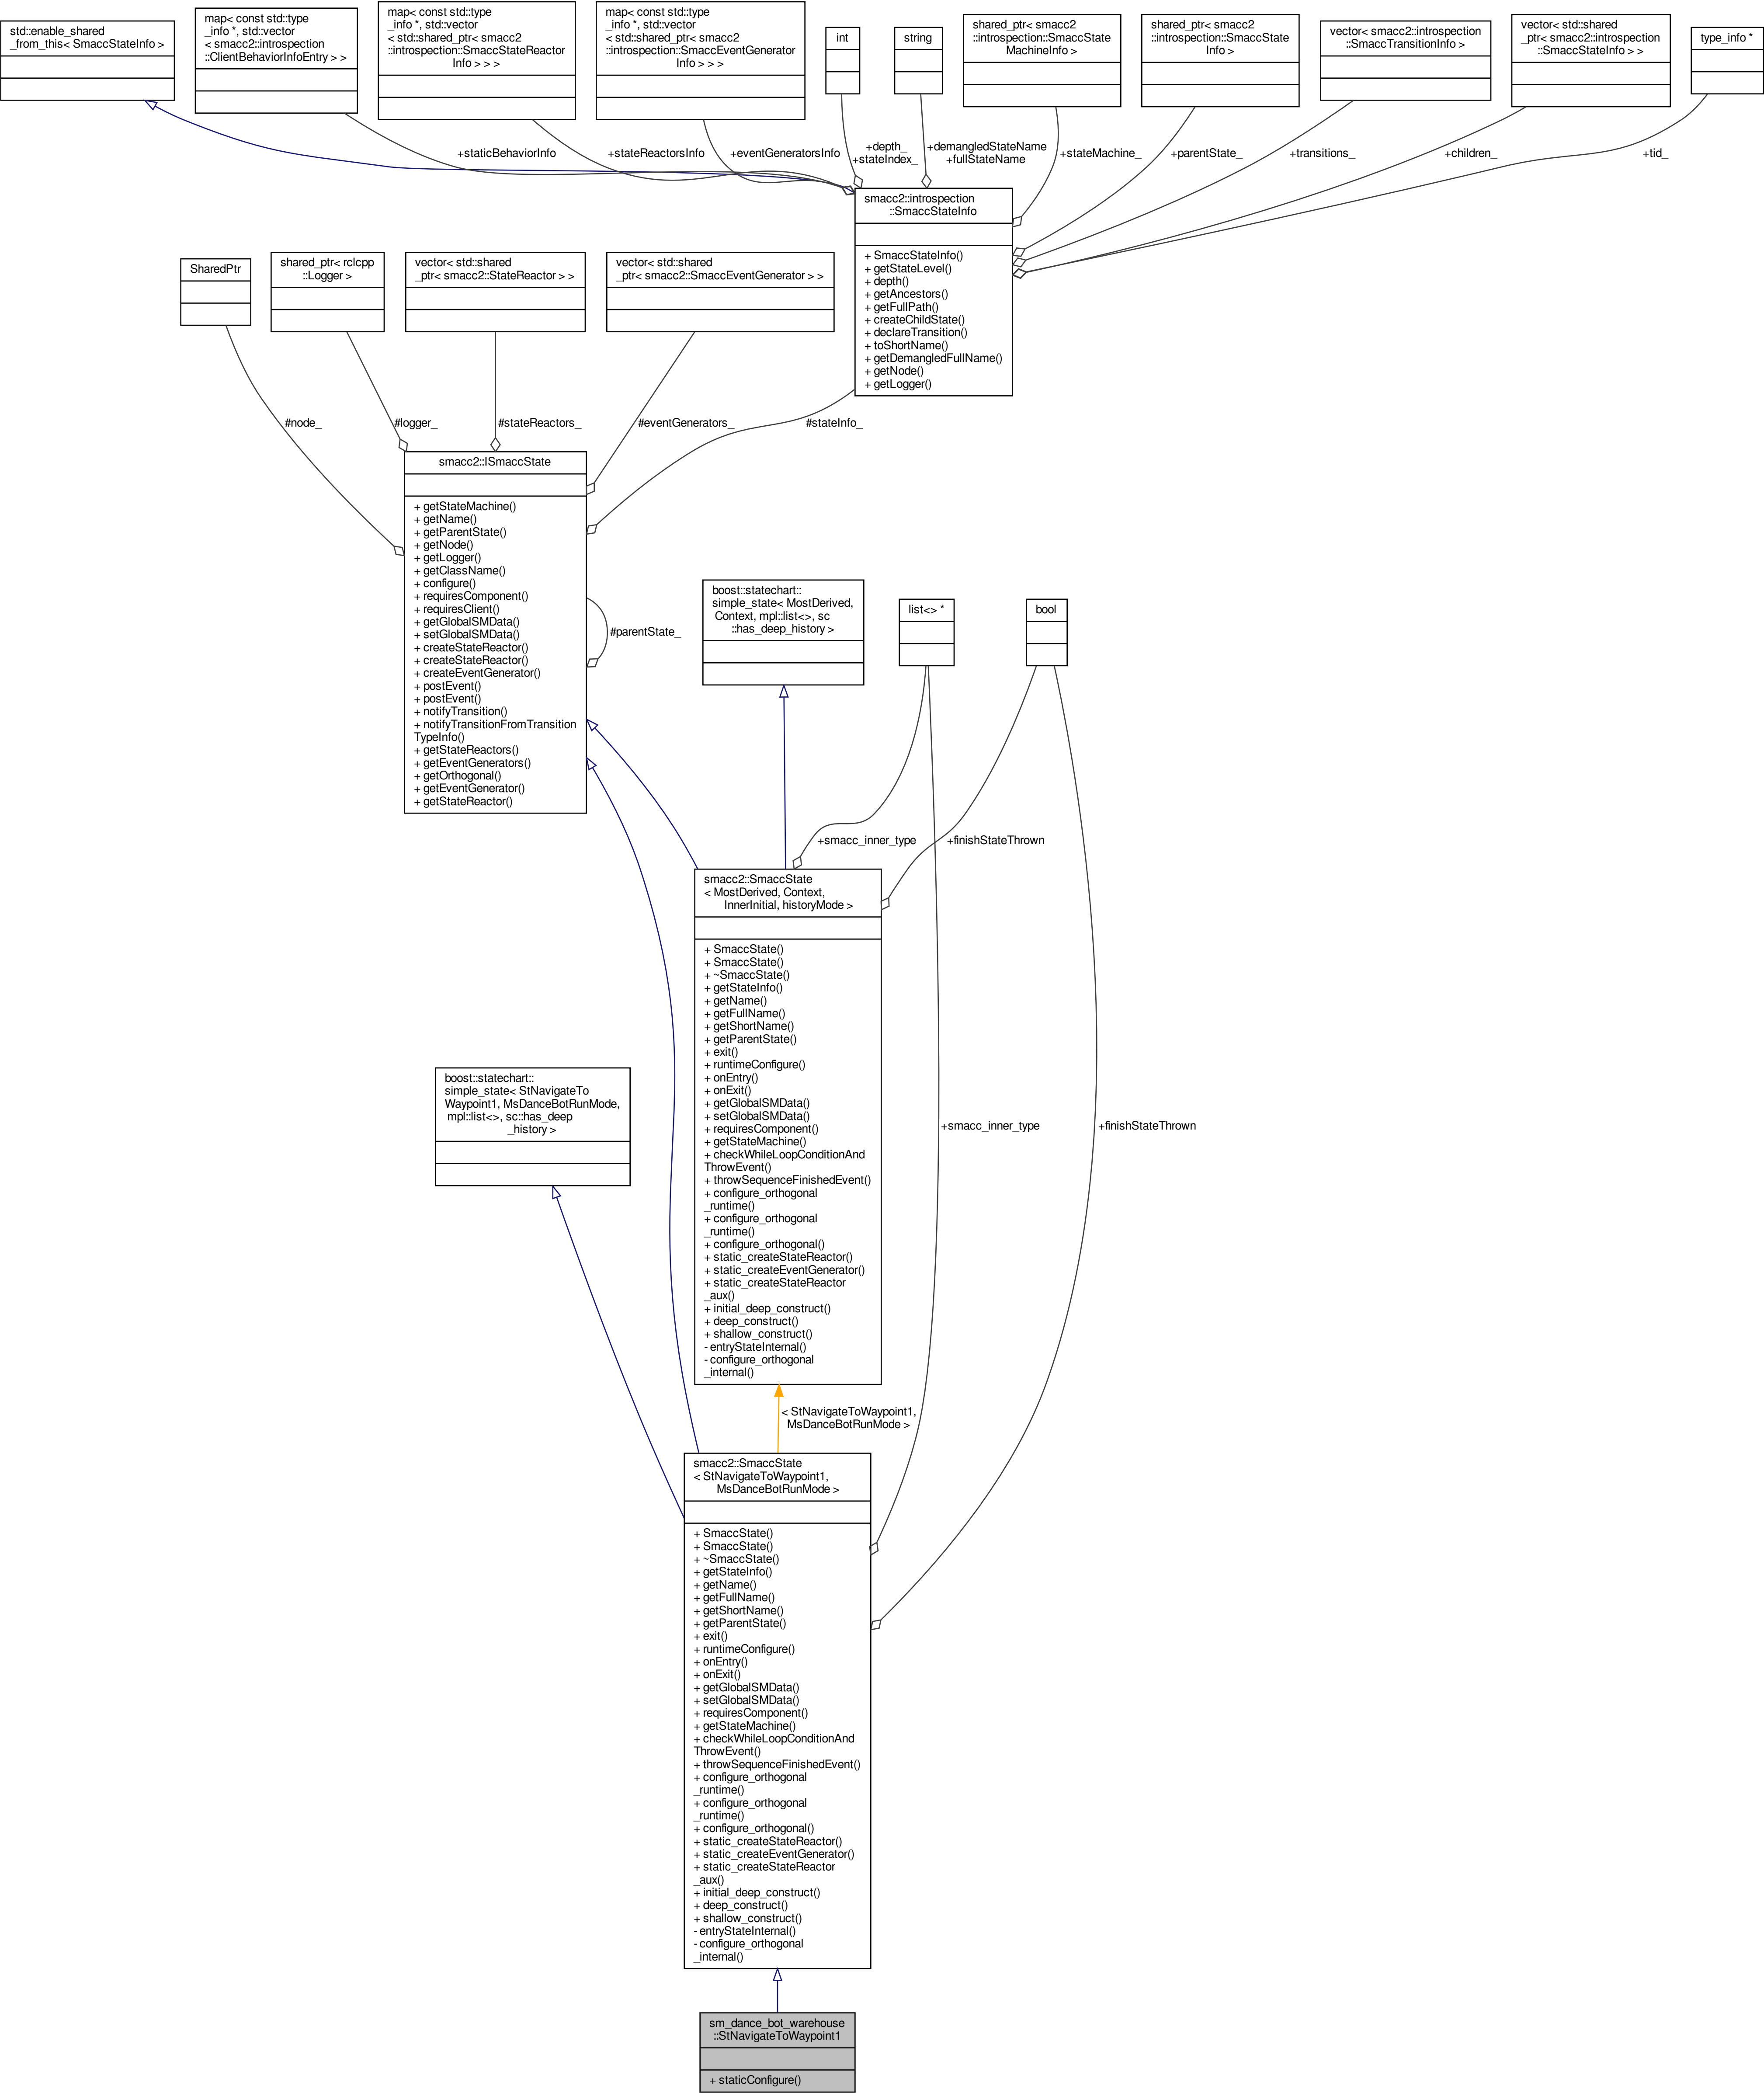 std::enable_shared
_from_this< SmaccStateInfo >
map< const std::type
_info *, std::vector
< smacc2::introspection
::ClientBehaviorInfoEntry > >
map< const std::type
_info *, std::vector
< std::shared_ptr< smacc2
::introspection::SmaccStateReactor
Info > > >
map< const std::type
_info *, std::vector
< std::shared_ptr< smacc2
::introspection::SmaccEventGenerator
Info > > >
int
string
shared_ptr< smacc2
::introspection::SmaccState
MachineInfo >
shared_ptr< smacc2
::introspection::SmaccState
Info >
vector< smacc2::introspection
::SmaccTransitionInfo >
vector< std::shared
_ptr< smacc2::introspection
::SmaccStateInfo > >
type_info *
+staticBehaviorInfo
+stateReactorsInfo
+eventGeneratorsInfo
+depth_
+stateIndex_
+demangledStateName
+fullStateName
+stateMachine_
+parentState_
+transitions_
+children_
+tid_
smacc2::introspection
::SmaccStateInfo
+ SmaccStateInfo()
+ getStateLevel()
+ depth()
+ getAncestors()
+ getFullPath()
+ createChildState()
+ declareTransition()
+ toShortName()
+ getDemangledFullName()
+ getNode()
+ getLogger()
SharedPtr
shared_ptr< rclcpp
::Logger >
vector< std::shared
_ptr< smacc2::StateReactor > >
vector< std::shared
_ptr< smacc2::SmaccEventGenerator > >
#node_
#logger_
#stateReactors_
#eventGenerators_
#stateInfo_
smacc2::ISmaccState
+ getStateMachine()
+ getName()
+ getParentState()
+ getNode()
+ getLogger()
+ getClassName()
+ configure()
+ requiresComponent()
+ requiresClient()
+ getGlobalSMData()
+ setGlobalSMData()
+ createStateReactor()
+ createStateReactor()
+ createEventGenerator()
+ postEvent()
+ postEvent()
+ notifyTransition()
+ notifyTransitionFromTransition
TypeInfo()
+ getStateReactors()
+ getEventGenerators()
+ getOrthogonal()
+ getEventGenerator()
+ getStateReactor()
#parentState_
boost::statechart::
simple_state< MostDerived,
Context, mpl::list<>, sc
::has_deep_history >
list<> *
bool
+smacc_inner_type
+finishStateThrown
smacc2::SmaccState
< MostDerived, Context,
InnerInitial, historyMode >
+ SmaccState()
+ SmaccState()
+ ~SmaccState()
+ getStateInfo()
+ getName()
+ getFullName()
+ getShortName()
+ getParentState()
+ exit()
+ runtimeConfigure()
+ onEntry()
+ onExit()
+ getGlobalSMData()
+ setGlobalSMData()
+ requiresComponent()
+ getStateMachine()
+ checkWhileLoopConditionAnd
ThrowEvent()
+ throwSequenceFinishedEvent()
+ configure_orthogonal
_runtime()
+ configure_orthogonal
_runtime()
+ configure_orthogonal()
+ static_createStateReactor()
+ static_createEventGenerator()
+ static_createStateReactor
_aux()
+ initial_deep_construct()
+ deep_construct()
+ shallow_construct()
- entryStateInternal()
- configure_orthogonal
_internal()
boost::statechart::
simple_state< StNavigateTo
Waypoint1, MsDanceBotRunMode,
mpl::list<>, sc::has_deep
_history >
+smacc_inner_type
+finishStateThrown
< StNavigateToWaypoint1,
MsDanceBotRunMode >
smacc2::SmaccState
< StNavigateToWaypoint1,
MsDanceBotRunMode >
+ SmaccState()
+ SmaccState()
+ ~SmaccState()
+ getStateInfo()
+ getName()
+ getFullName()
+ getShortName()
+ getParentState()
+ exit()
+ runtimeConfigure()
+ onEntry()
+ onExit()
+ getGlobalSMData()
+ setGlobalSMData()
+ requiresComponent()
+ getStateMachine()
+ checkWhileLoopConditionAnd
ThrowEvent()
+ throwSequenceFinishedEvent()
+ configure_orthogonal
_runtime()
+ configure_orthogonal
_runtime()
+ configure_orthogonal()
+ static_createStateReactor()
+ static_createEventGenerator()
+ static_createStateReactor
_aux()
+ initial_deep_construct()
+ deep_construct()
+ shallow_construct()
- entryStateInternal()
- configure_orthogonal
_internal()
sm_dance_bot_warehouse
::StNavigateToWaypoint1
+ staticConfigure()